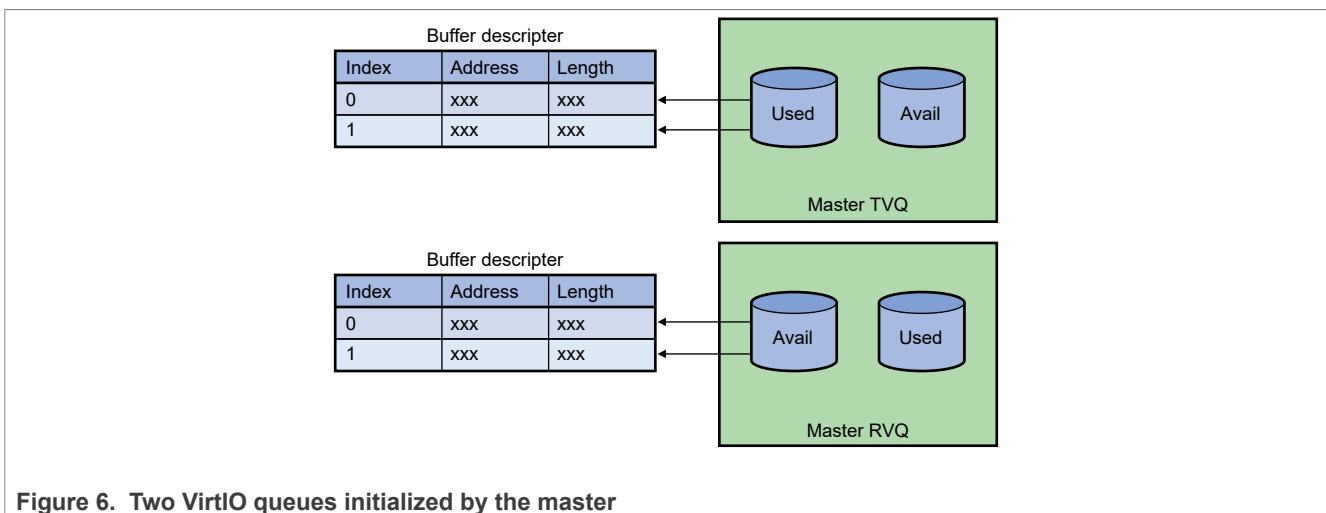 Buffer descripter
Index Address Length
0 xxx xxx
1 xxx xxx
Used Avail
Master TVQ
Buffer descripter
Index Address Length
0 xxx xxx
1 xxx xxx
Avail Used
Master RVQ
Figure 6. Two VirtIO queues initialized by the master